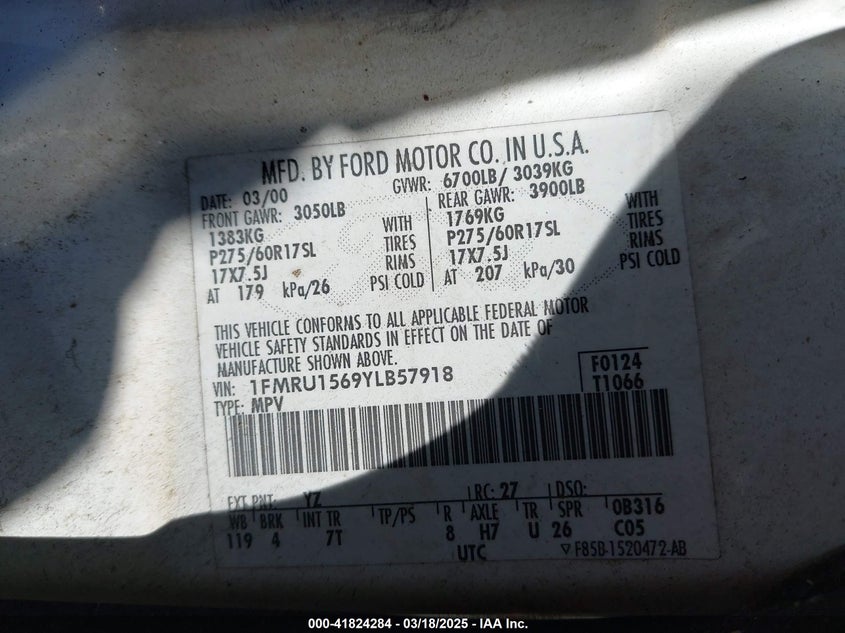 MFD. BY FORD MOTOR CO. IN U.S.A.
DATE: 03/00 GVWR: 6700LB/ 3039KG
FRONT GAWR: 3050LB REAR GAWR: 3900LB
1383KG WITH 1769KG WITH
P275/60R17SL TIRES P275/60R17SL TIRES
17X7.5J RIMS 17X7.5J RIMS
AT 179 kPa/26 PSI COLD AT 207 kPa/30 PSI COLD
THIS VEHICLE CONFORMS TO ALL APPLICABLE FEDERAL MOTOR
VEHICLE SAFETY STANDARDS IN EFFECT ON THE DATE OF
MANUFACTURE SHOWN ABOVE.
VIN: 1FMRU1569YLB57918 F0124
TYPE: MPV T1066
EXT PNT: YZ RC: 27 DSO:
WB BRK INT TR TP/PS R AXLE TR SPR 0B316
119 4 7T 8 H7 U 26 C05
UTC ▽F85B-1520472-AB
000-41824284 — 03/18/2025 — IAA Inc.